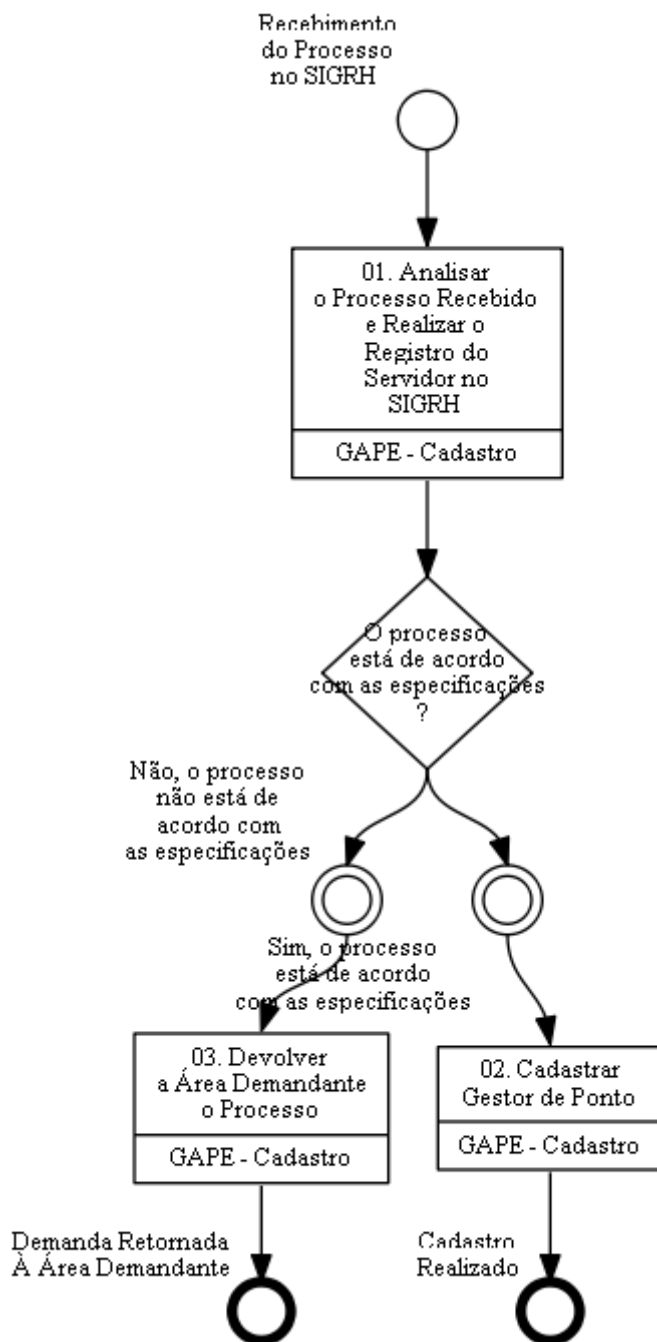 Recebimento
do Processo
no SIGRH
01. Analisar
o Processo Recebido
e Realizar o
Registro do
Servidor no
SIGRH
GAPE - Cadastro
O processo
está de acordo
com as especificações
?
Não, o processo
não está de
acordo com
as especificações
Sim, o processo
está de acordo
com as especificações
03. Devolver
a Área Demandante
o Processo
GAPE - Cadastro
02. Cadastrar
Gestor de Ponto
GAPE - Cadastro
Demanda Retornada
À Área Demandante
Cadastro
Realizado